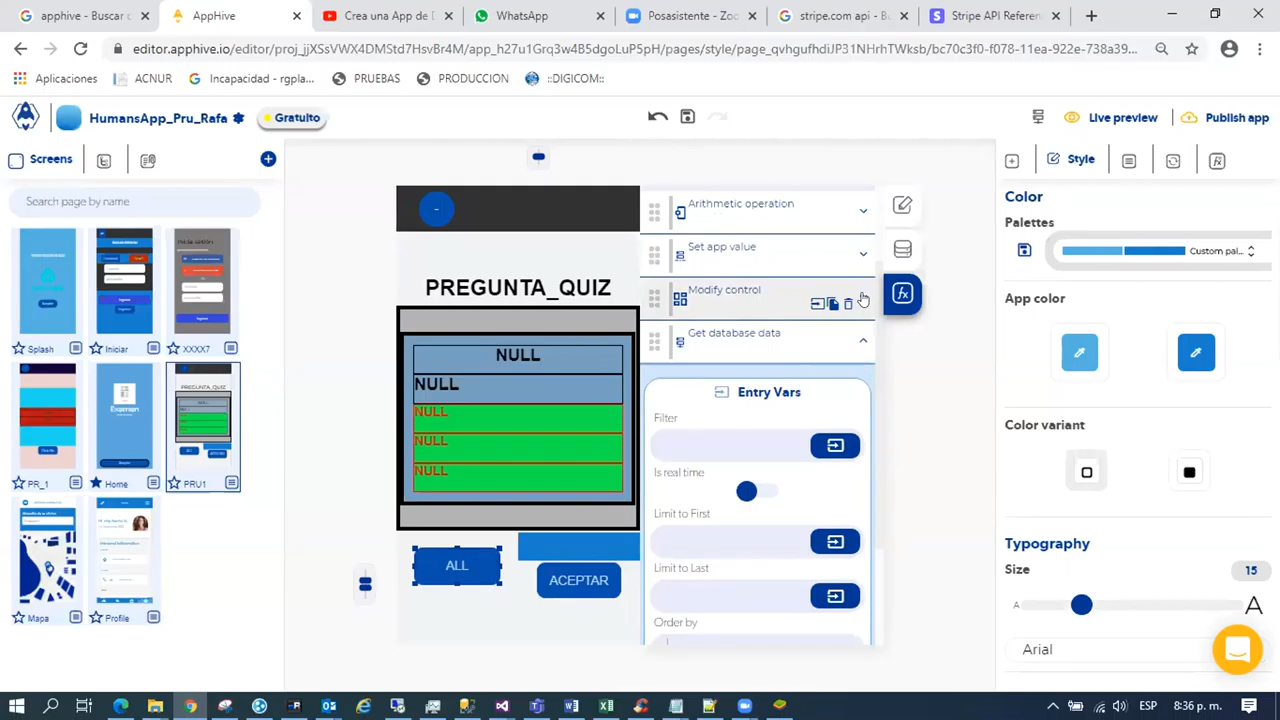 apphive - Buscar c
AppHive
Crea una App de D
WhatsApp
Posasistente - Zoo
stripe.com api - Bu
Stripe API Referen
editor.apphive.io/editor/proj_jjXSsVWX4DMStd7HsvBr4M/app_h27u1Grq3w4B5dgoLuP5pH/pages/style/page_qvhgufhdiJP31NHrhTWksb/bc70c3f0-f078-11ea-922e-738a39...
Aplicaciones
ACNUR
Incapacidad - rgpla...
PRUEBAS
PRODUCCION
::DIGICOM::
HumansApp_Pru_Rafa
Gratuito
Live preview
Publish app
Screens
Style
Search page by name
Splash
Iniciar
XXXX7
PR_1
Home
PRU1
Mapa
Profile
PREGUNTA_QUIZ
NULL
NULL
NULL
NULL
NULL
ALL
ACEPTAR
Arithmetic operation
Set app value
Modify control
Get database data
Entry Vars
Filter
Is real time
Limit to First
Limit to Last
Order by
Color
Palettes
Custom pal...
App color
Color variant
Typography
Size
15
A
A
Arial
ESP
8:36 p. m.